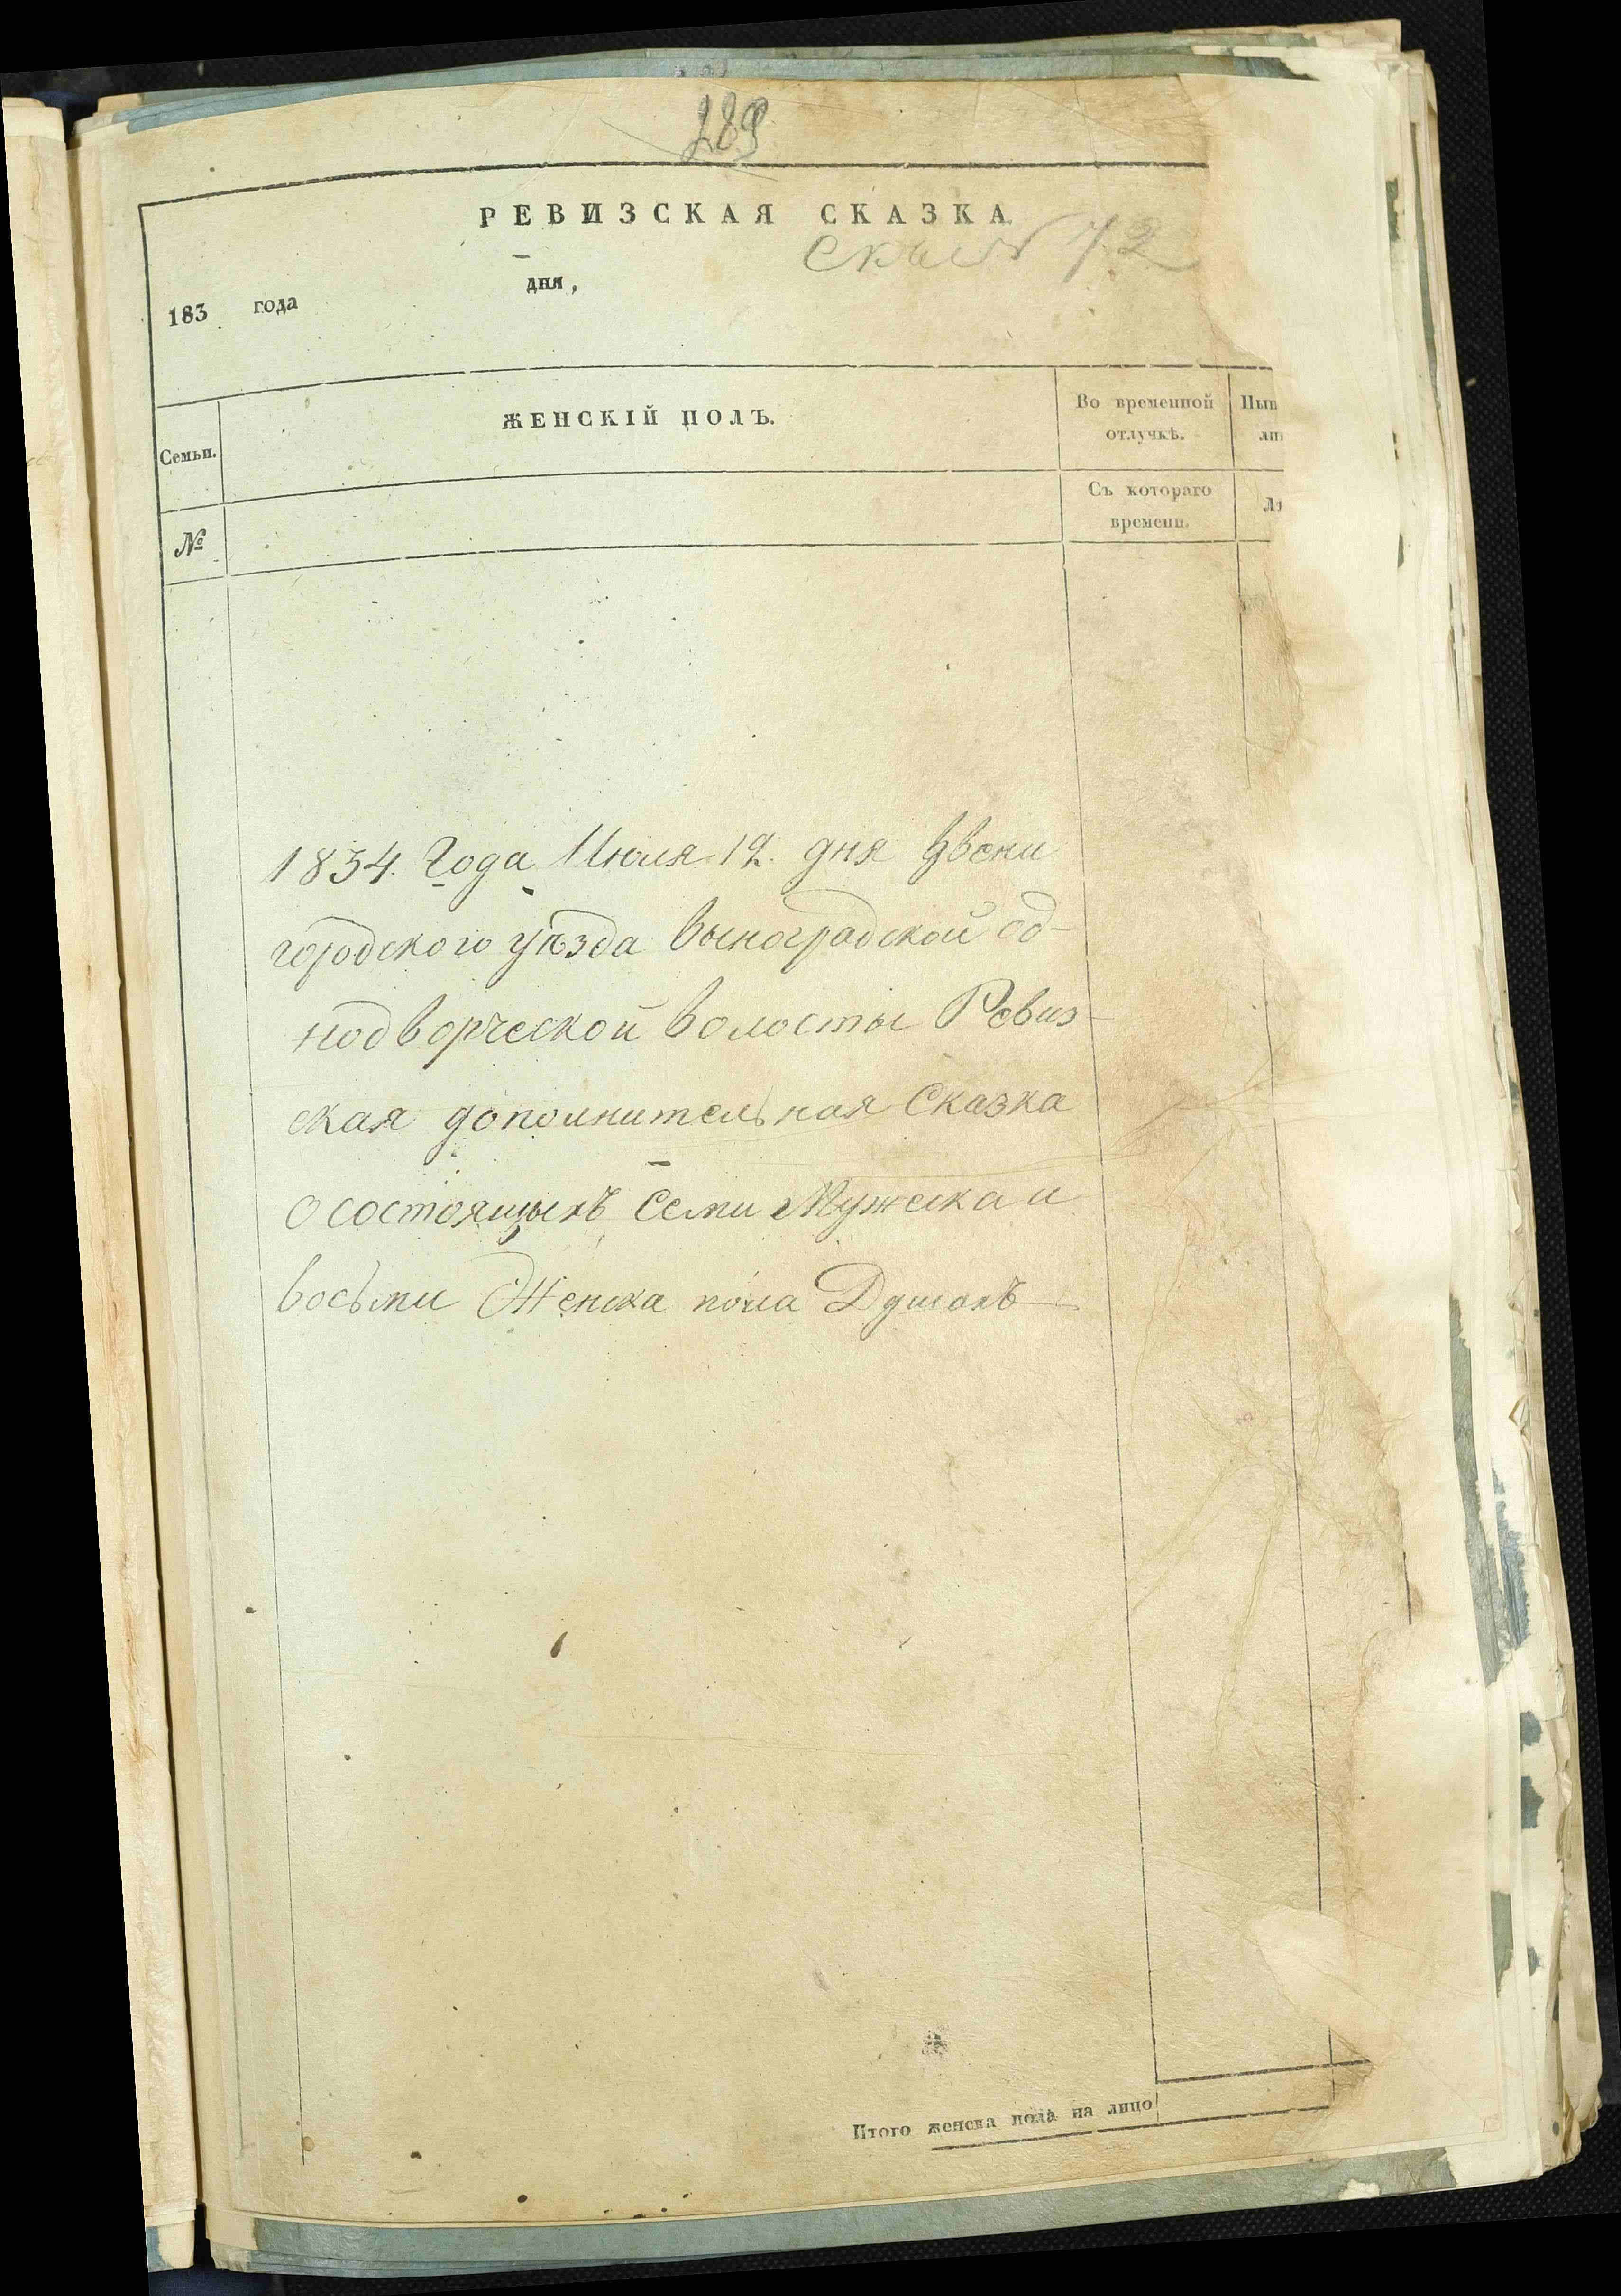 289
РЕВИЗСКАЯ СКАЗКА
72
183 года дня,
Семьи.
ЖЕНСКІЙ ПОЛЪ.
Во временной
отлучкѣ.
Съ котораго
времени.
№
1834. Года Июля 12. дня Звени
городского уѣзда выноградской од-
нодворческой волосты Ревиз-
ская дополнительная Сказка
о состоящыхъ семи Мужеска и
восьми Женска пола Душахъ
Итого женска пола на лицо